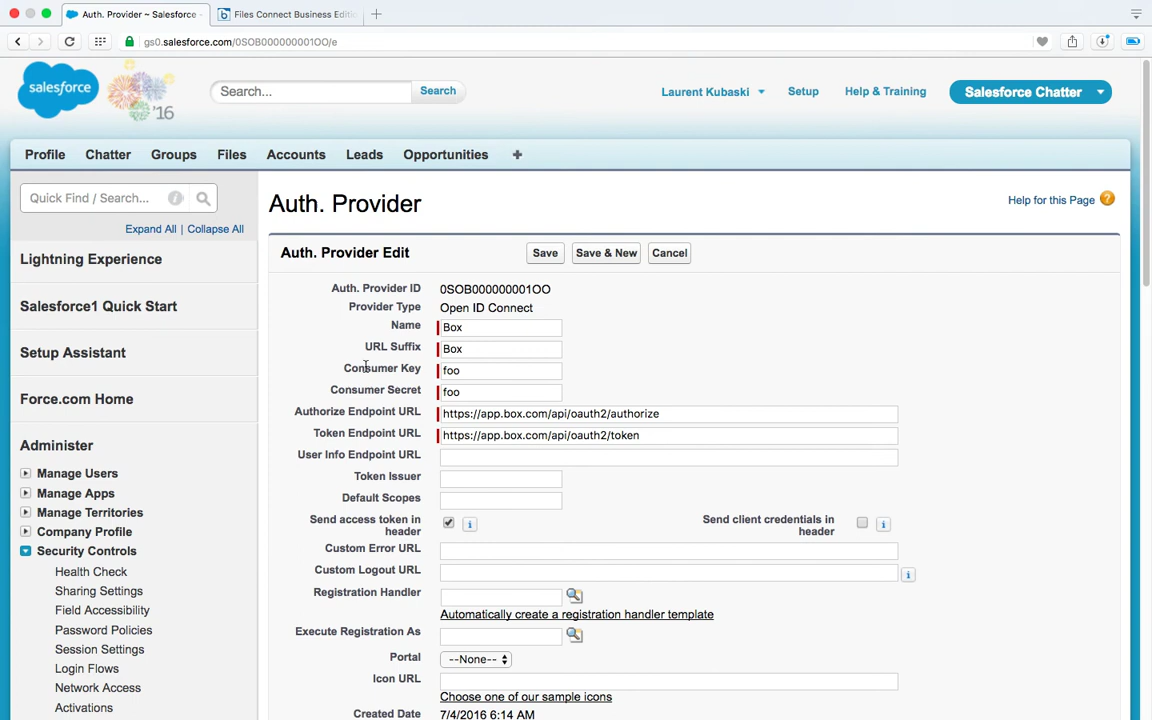 Auth. Provider ~ Salesforce
Files Connect Business Editi
gs0.salesforce.com/0SOB000000001OO/e
salesforce
'16
Search...
Search
Laurent Kubaski
Setup
Help & Training
Salesforce Chatter
Profile
Chatter
Groups
Files
Accounts
Leads
Opportunities
Quick Find / Search...
Expand All | Collapse All
Lightning Experience
Salesforce1 Quick Start
Setup Assistant
Force.com Home
Administer
Manage Users
Manage Apps
Manage Territories
Company Profile
Security Controls
Health Check
Sharing Settings
Field Accessibility
Password Policies
Session Settings
Login Flows
Network Access
Activations
Auth. Provider
Help for this Page
Auth. Provider Edit
Save
Save & New
Cancel
Auth. Provider ID 0SOB000000001OO
Provider Type Open ID Connect
Name Box
URL Suffix Box
Consumer Key foo
Consumer Secret foo
Authorize Endpoint URL https://app.box.com/api/oauth2/authorize
Token Endpoint URL https://app.box.com/api/oauth2/token
User Info Endpoint URL
Token Issuer
Default Scopes
Send access token in
header
Send client credentials in
header
Custom Error URL
Custom Logout URL
Registration Handler
Automatically create a registration handler template
Execute Registration As
Portal --None--
Icon URL
Choose one of our sample icons
Created Date 7/4/2016 6:14 AM